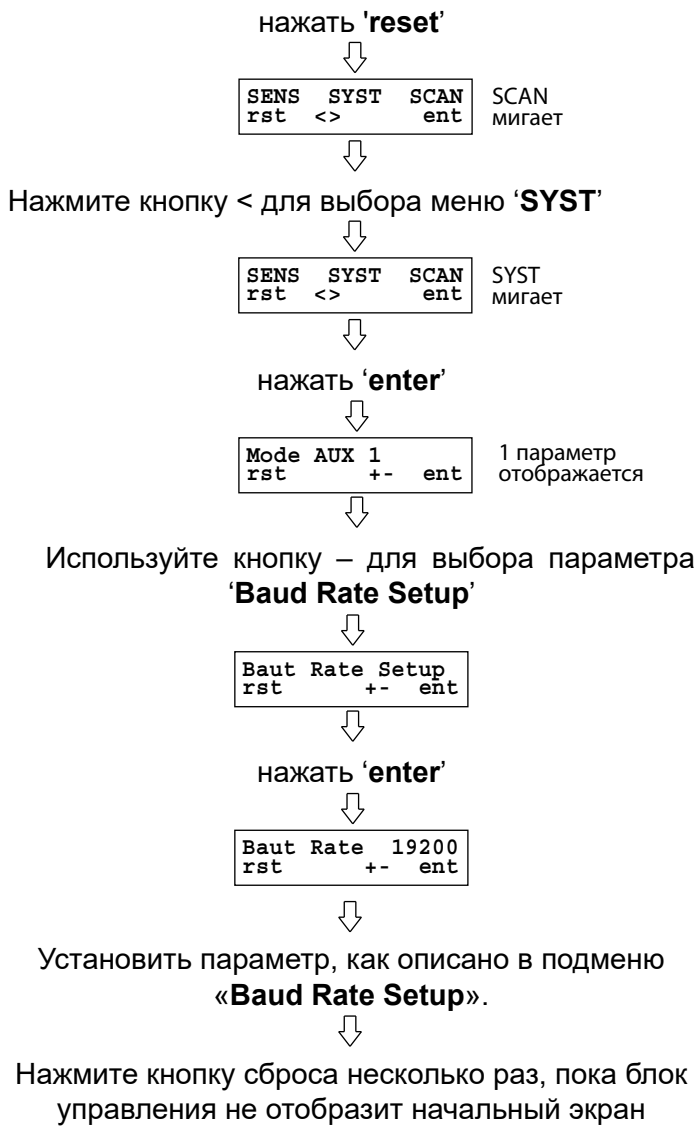 нажать 'reset'
SENS SYST SCAN
rst <> ent
SCAN
мигает
Нажмите кнопку < для выбора меню ‘SYST’
SENS SYST SCAN
rst <> ent
SYST
мигает
нажать ‘enter’
Mode AUX 1
rst +- ent
1 параметр
отображается
Используйте кнопку – для выбора параметра
‘Baud Rate Setup’
Baut Rate Setup
rst +- ent
нажать ‘enter’
Baut Rate 19200
rst +- ent
Установить параметр, как описано в подменю
«Baud Rate Setup».
Нажмите кнопку сброса несколько раз, пока блок
управления не отобразит начальный экран